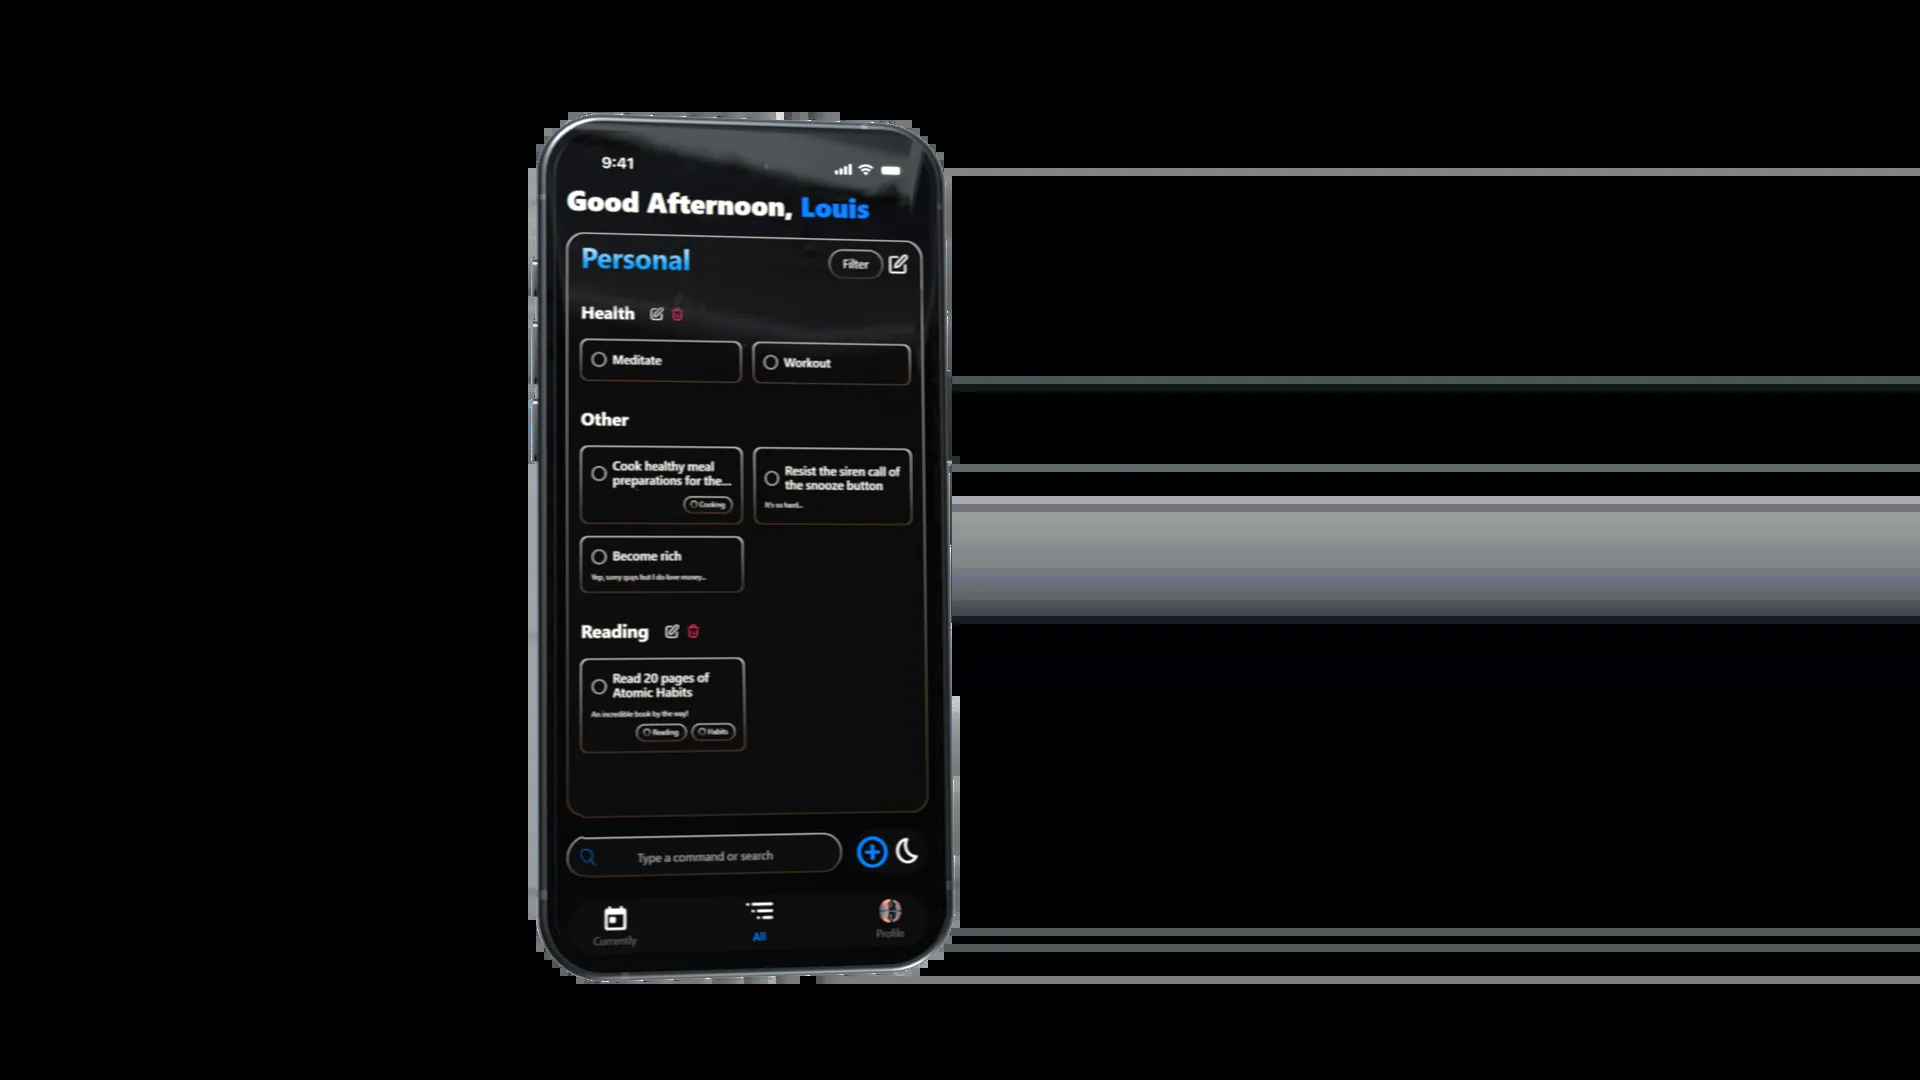 9:41
Good Afternoon, Louis
Personal
Filter
Health
Meditate
Workout
Other
Cook healthy meal
preparations for the...
Cooking
Resist the siren call of
the snooze button
It's so hard...
Become rich
Yep, sorry guys but I do love money...
Reading
Read 20 pages of
Atomic Habits
An incredible book by the way!
Reading
Habits
Type a command or search
Currently
All
Profile